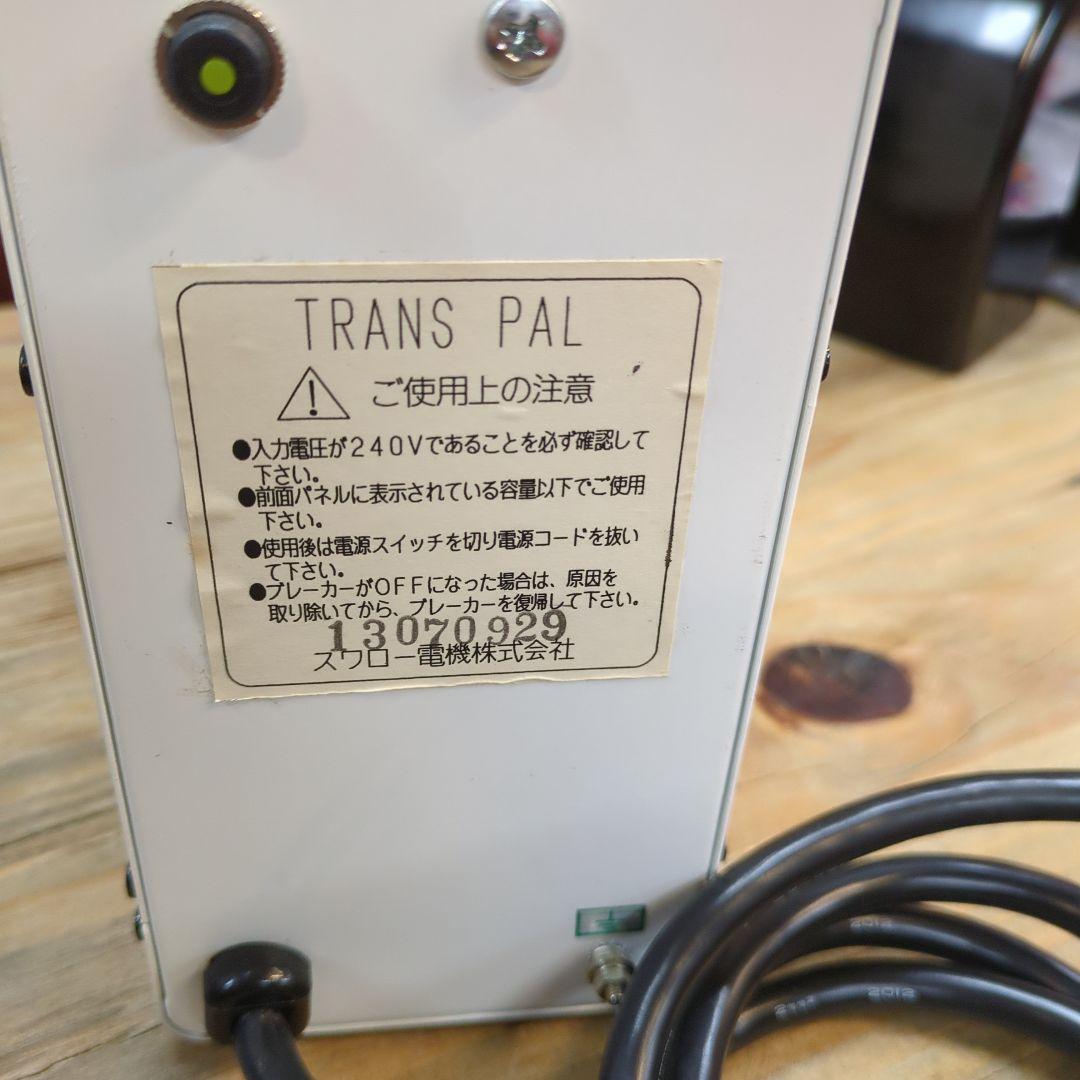 TRANS PAL
ご使用上の注意
●入力電圧が240Vであることを必ず確認して
下さい。
●前面パネルに表示されている容量以下でご使用
下さい。
●使用後は電源スイッチを切り電源コードを抜い
て下さい。
●ブレーカーがOFFになった場合は、原因を
取り除いてから、ブレーカーを復帰して下さい。
13070929
スワロー電機株式会社
2012
2012